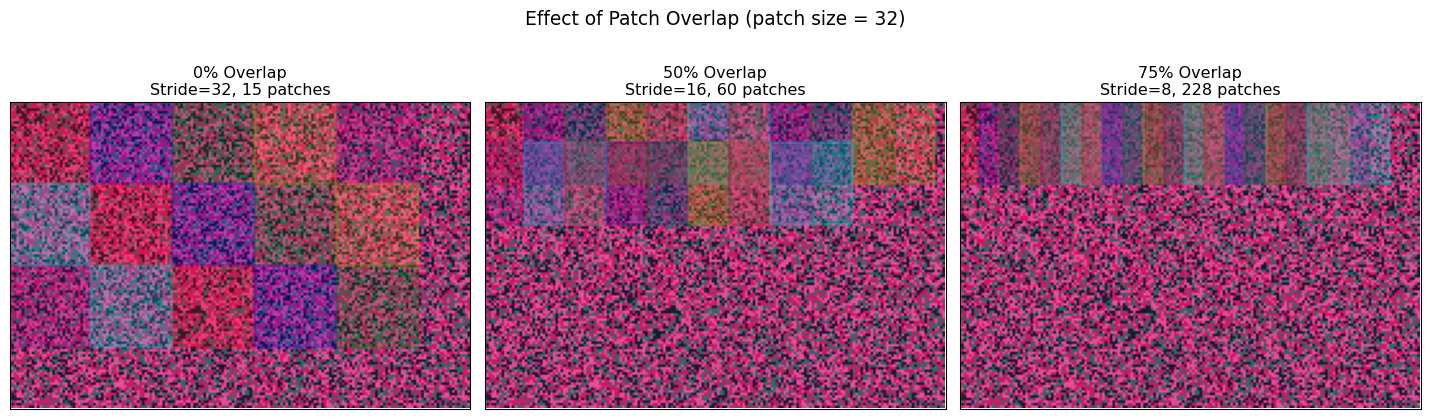 Effect of Patch Overlap (patch size = 32)
0% Overlap
Stride=32, 15 patches
50% Overlap
Stride=16, 60 patches
75% Overlap
Stride=8, 228 patches